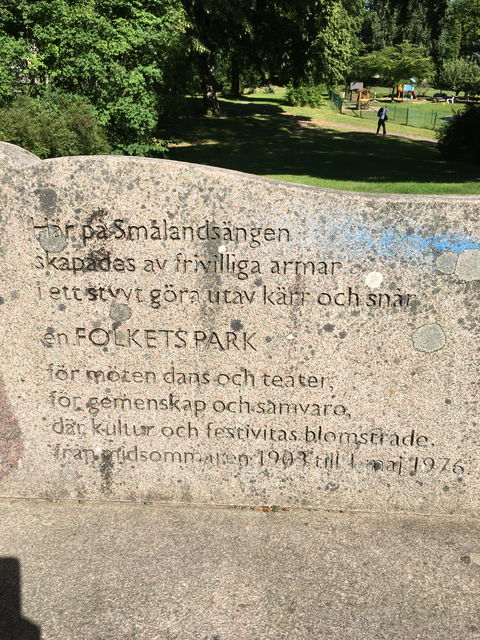 Här på Smålandsängen
skapades av frivilliga armar
i ett styvt göra utav kärr och snår
en FOLKETS PARK
för möten dans och teater,
för gemenskap och samvaro,
där kultur och festivitas blomstrade.
från midsommaren 1903 till 1 maj 1976.